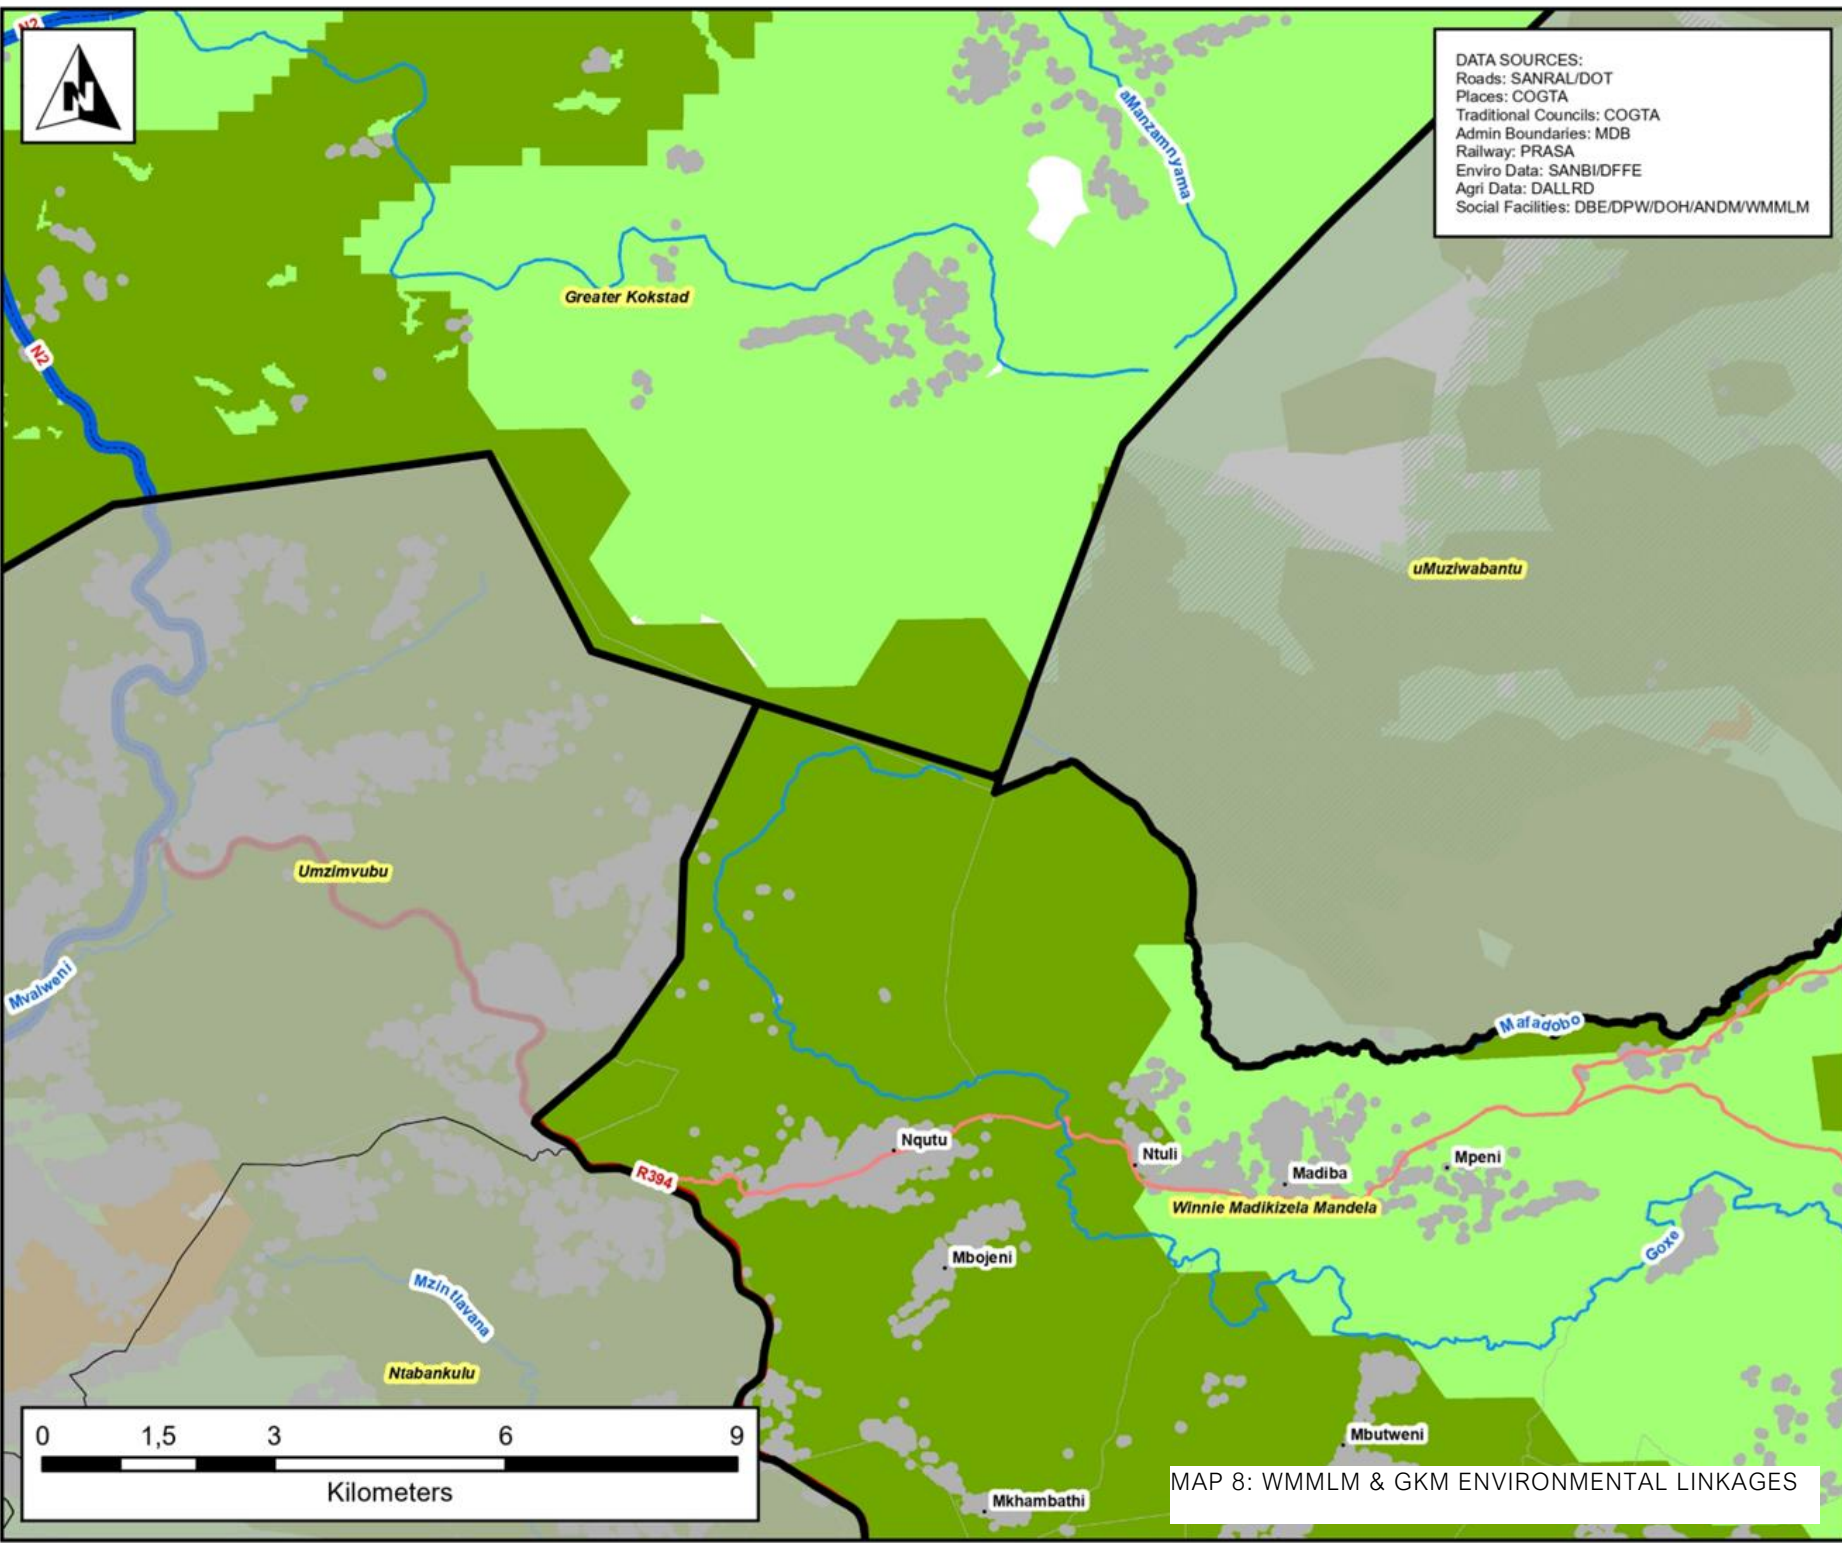 N2
N
DATA SOURCES:
Roads: SANRAL/DOT
Places: COGTA
Traditional Councils: COGTA
Admin Boundaries: MDB
Railway: PRASA
Enviro Data: SANBI/DFFE
Agri Data: DALLRD
Social Facilities: DBE/DPW/DOH/ANDM/WMMLM
aManzamnyama
Greater Kokstad
N2
uMuziwabantu
Umzimvubu
Mvalweni
Mafadobo
Nqutu
Ntuli
Mpeni
Madiba
R394
Winnie Madikizela Mandela
Mbojeni
Goxe
Mzintlavana
Ntabankulu
Mbutweni
Mkhambathi
0 1,5 3 6 9
Kilometers
MAP 8: WMMLM & GKM ENVIRONMENTAL LINKAGES